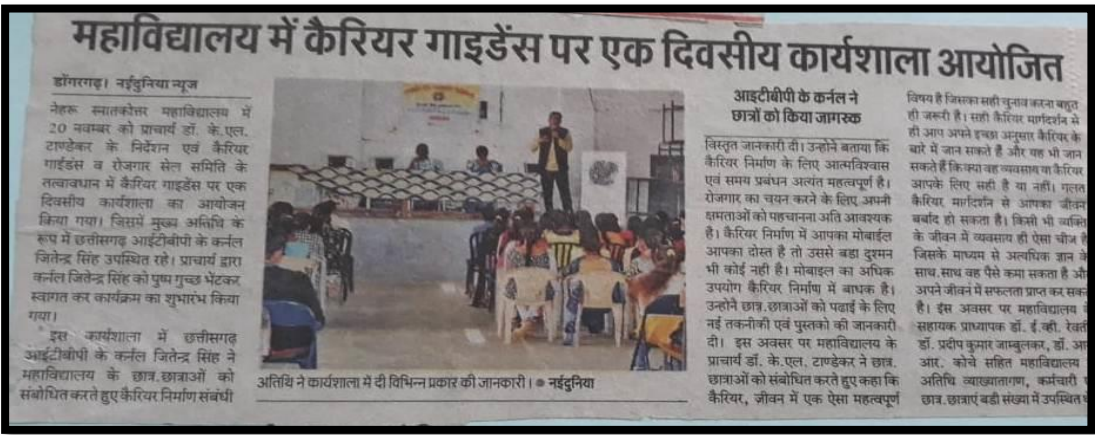 महाविद्यालय में कैरियर गाइडेंस पर एक दिवसीय कार्यशाला आयोजित
डोंगरगढ़। नईदुनिया न्यूज
नेहरू स्नातकोत्तर महाविद्यालय में
20 नवम्बर को प्राचार्य डॉ. के.एल.
टाण्डेकर के निर्देशन एवं कैरियर
गाईडंस व रोजगार सेल समिति के
तत्वावधान में कैरियर गाइडेंस पर एक
दिवसीय कार्यशाला का आयोजन
किया गया। जिसमें मुख्य अतिथि के
रूप में छत्तीसगढ़ आईटीबीपी के कर्नल
जितेन्द्र सिंह उपस्थित रहे। प्राचार्य द्वारा
कर्नल जितेन्द्र सिंह को पुष्प गुच्छ भेंटकर
स्वागत कर कार्यक्रम का शुभारंभ किया
गया।
इस कार्यशाला में छत्तीसगढ़
आईटीबीपी के कर्नल जितेन्द्र सिंह ने
महाविद्यालय के छात्र.छात्राओं को
संबोधित करते हुए कैरियर निर्माण संबंधी
अतिथि ने कार्यशाला में दी विभिन्न प्रकार की जानकारी। ● नईदुनिया
आइटीबीपी के कर्नल ने
छात्रों को किया जागरुक
विस्तृत जानकारी दी। उन्होने बताया कि
कैरियर निर्माण के लिए आत्मविश्वास
एवं समय प्रबंधन अत्यंत महत्वपूर्ण है।
रोजगार का चयन करने के लिए अपनी
क्षमताओं को पहचानना अति आवश्यक
है। कैरियर निर्माण में आपका मोबाईल
आपका दोस्त है तो उससे बडा दुश्मन
भी कोई नही है। मोबाइल का अधिक
उपयोग कैरियर निर्माण में बाधक है।
उन्होनें छात्र.छात्राओं को पढाई के लिए
नई तकनीकी एवं पुस्तको की जानकारी
दी। इस अवसर पर महाविद्यालय के
प्राचार्य डॉ. के.एल. टाण्डेकर ने छात्र.
छात्राओं को संबोधित करते हुए कहा कि
कैरियर, जीवन में एक ऐसा महत्वपूर्ण
विषय है जिसका सही चुनाव करना बहुत
ही जरूरी है। सही कैरियर मार्गदर्शन से
ही आप अपने इच्छा अनुसार कैरियर के
बारे में जान सकते हैं और यह भी जान
सकते हैं कि क्या वह व्यवसाय या कैरियर
आपके लिए सही है या नहीं। गलत
कैरियर मार्गदर्शन से आपका जीवन
बर्बाद हो सकता है। किसी भी व्यक्ति
के जीवन में व्यवसाय ही ऐसा चीज है
जिसके माध्यम से अत्यधिक ज्ञान के
साथ.साथ वह पैसे कमा सकता है और
अपने जीवन में सफलता प्राप्त कर सक
है। इस अवसर पर महाविद्यालय
सहायक प्राध्यापक डॉ. ई.व्ही. रेवती
डॉ. प्रदीप कुमार जाम्बुलकर, डॉ. आ
आर. कोचे सहित महाविद्यालय
अतिथि व्याख्यातागण, कर्मचारी
छात्र.छात्राएं बडी संख्या में उपस्थित